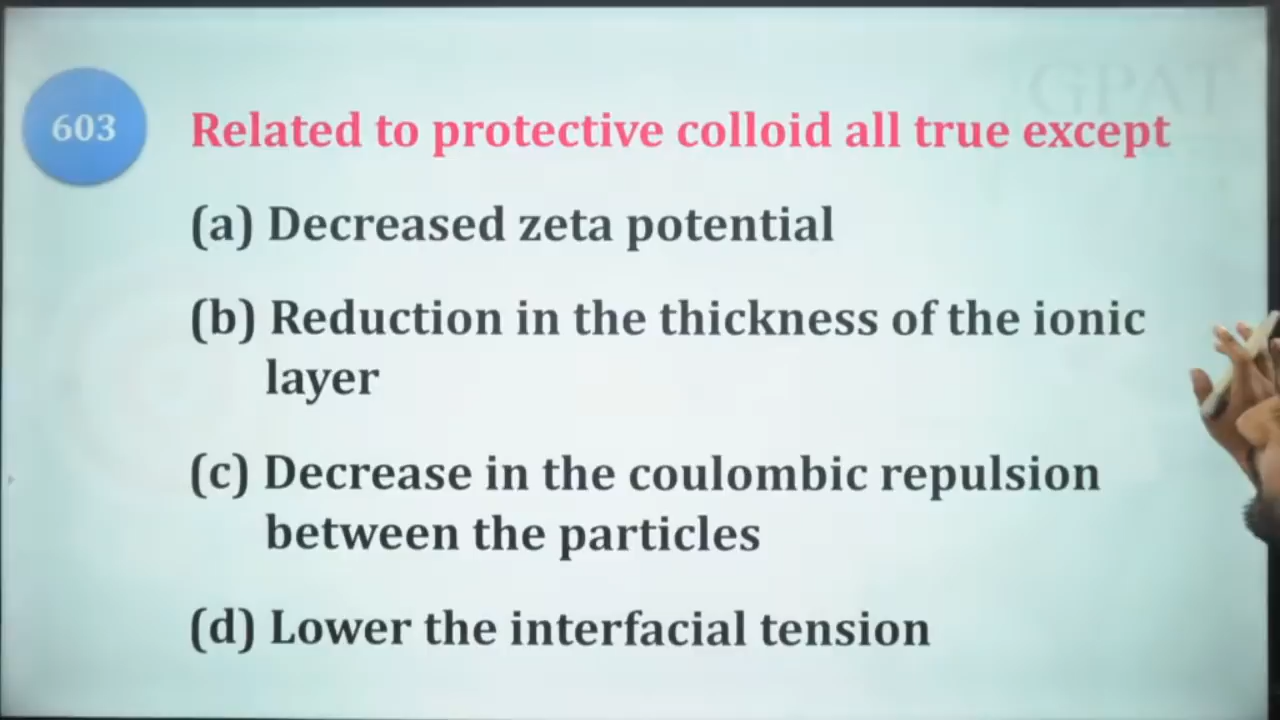 GPAT
603
Related to protective colloid all true except
(a) Decreased zeta potential
(b) Reduction in the thickness of the ionic
layer
(c) Decrease in the coulombic repulsion
between the particles
(d) Lower the interfacial tension